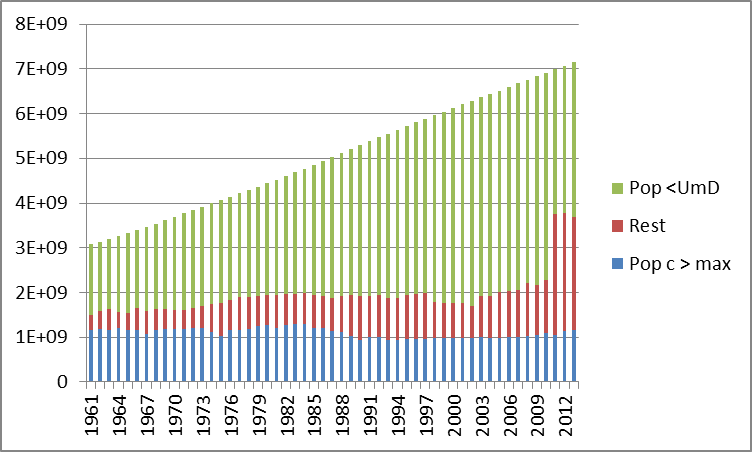 8E+09
7E+09
6E+09
5E+09
4E+09
3E+09
2E+09
1E+09
0
1961
1964
1967
1970
1973
1976
1979
1982
1985
1988
1991
1994
1997
2000
2003
2006
2009
2012
Pop <UmD
Rest
Pop c > max